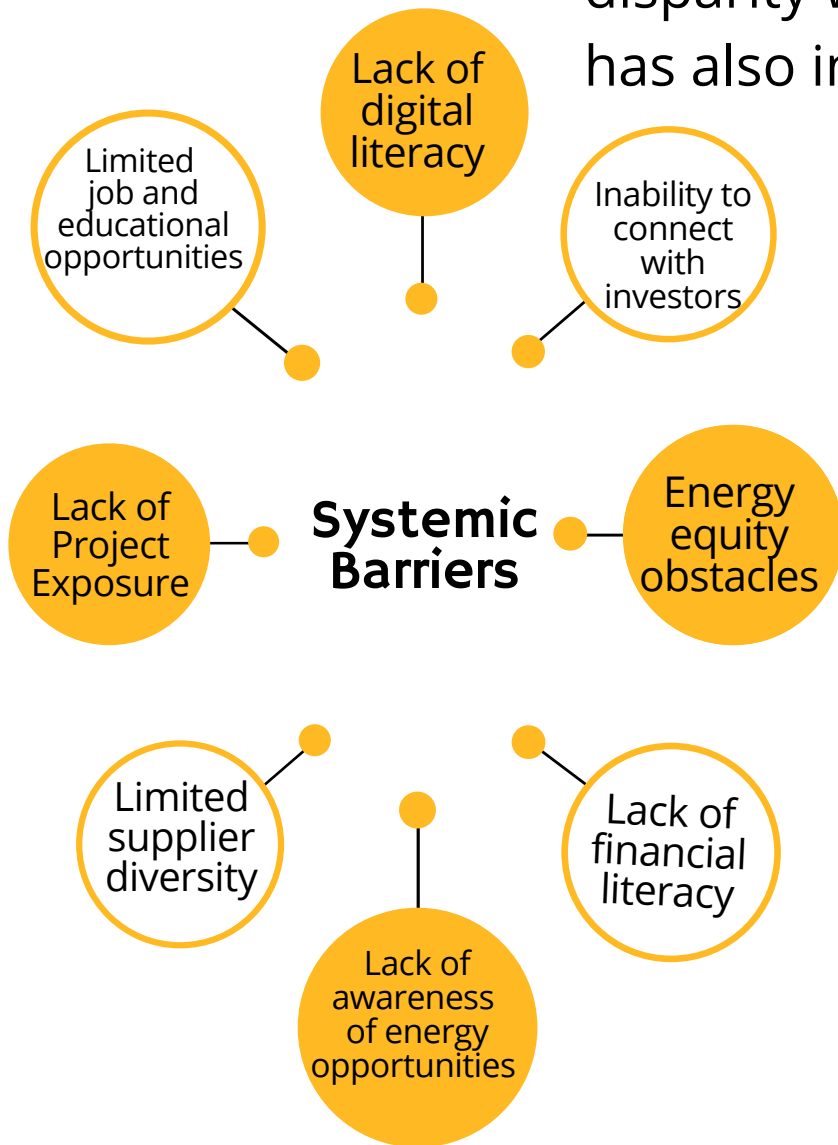 disparity
has also
Lack of
digital
literacy
Limited
job and
educational
opportunities
Inability to
connect
with
investors
Lack of
Project
Exposure
Systemic
Barriers
Energy
equity
obstacles
Limited
supplier
diversity
Lack of
financial
literacy
Lack of
awareness
of energy
opportunities